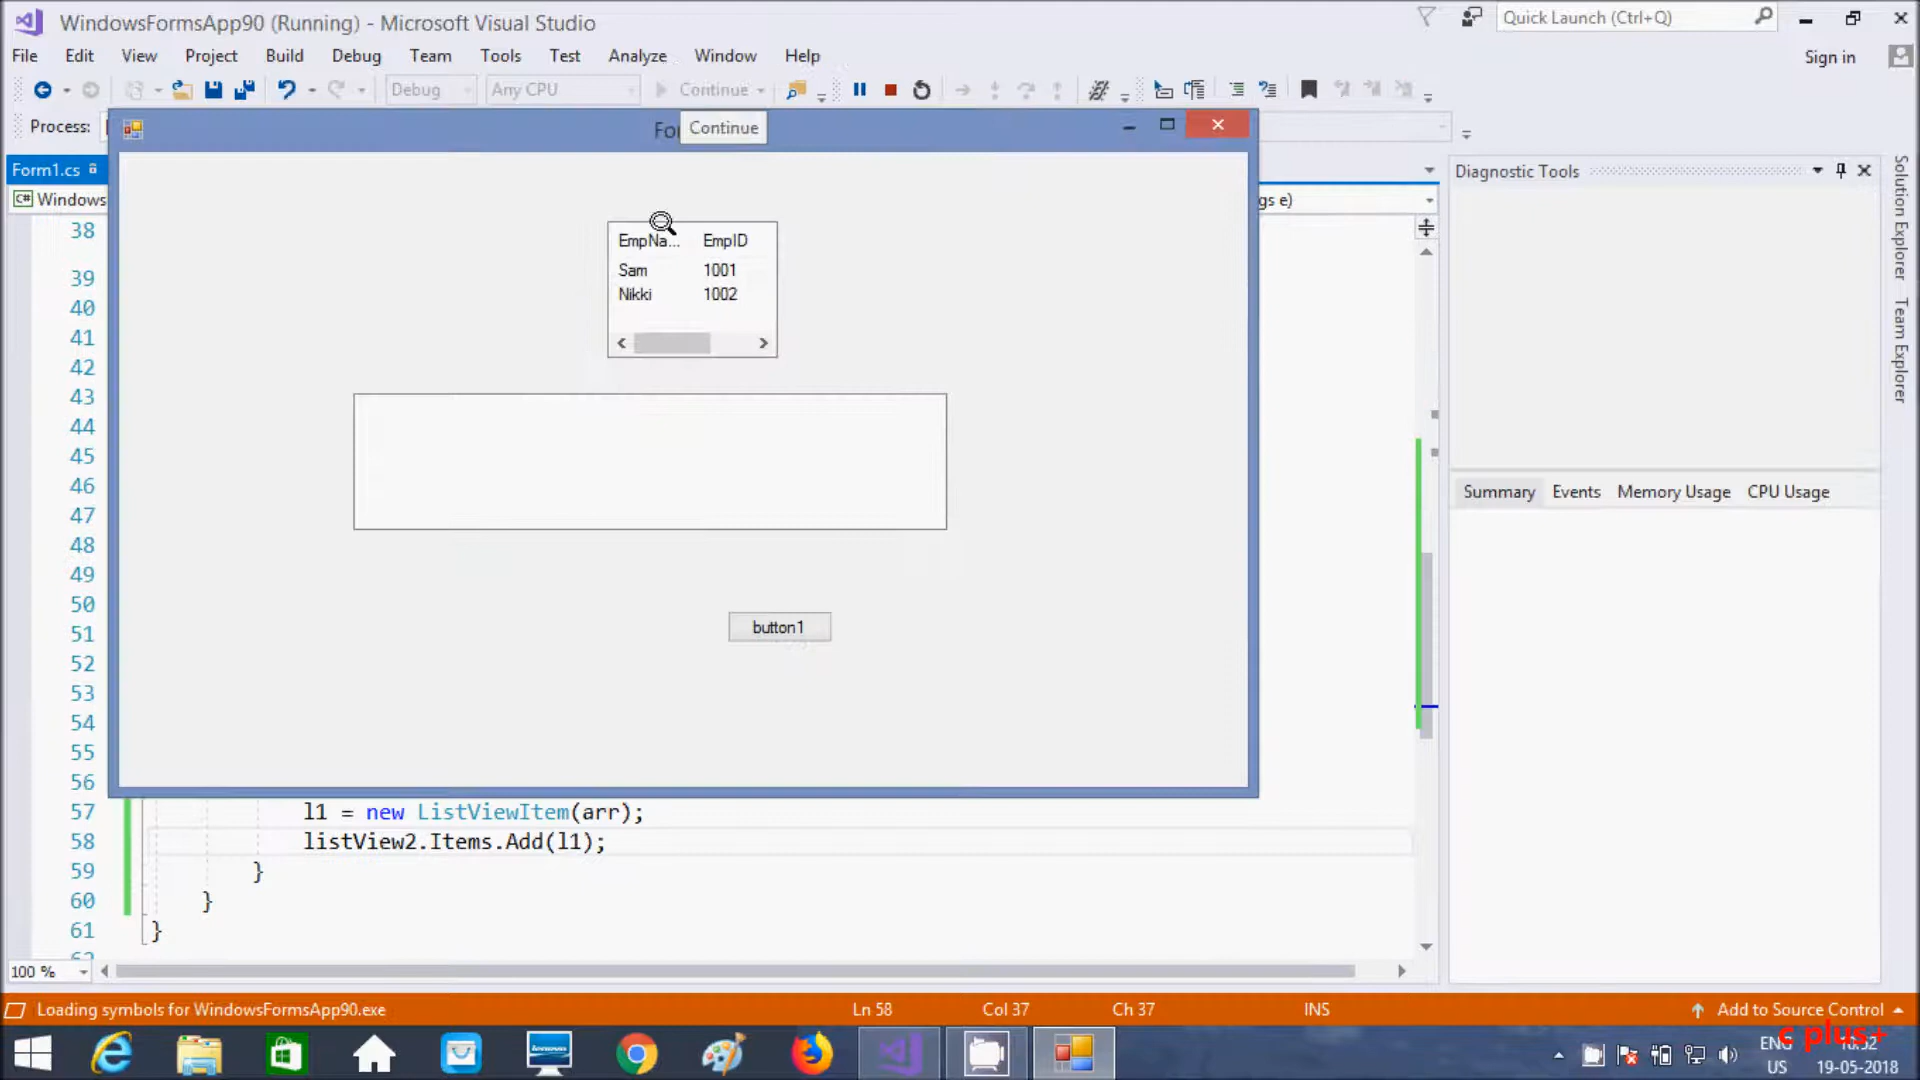 WindowsFormsApp90 (Running) - Microsoft Visual Studio
Quick Launch (Ctrl+Q)
File Edit View Project Build Debug Team Tools Test Analyze Window Help
Sign in
Debug Any CPU Continue
Process:
Continue
Form1.cs
Diagnostic Tools
C# Windows
gs e)
Solution Explorer
Team Explorer
EmpNa... EmpID
Sam 1001
Nikki 1002
button1
Summary Events Memory Usage CPU Usage
38
39
40
41
42
43
44
45
46
47
48
49
50
51
52
53
54
55
56
57 l1 = new ListViewItem(arr);
58 listView2.Items.Add(l1);
59 }
60 }
61 }
100 %
Loading symbols for WindowsFormsApp90.exe Ln 58 Col 37 Ch 37 INS Add to Source Control
c plus+
ENG
US 19-05-2018